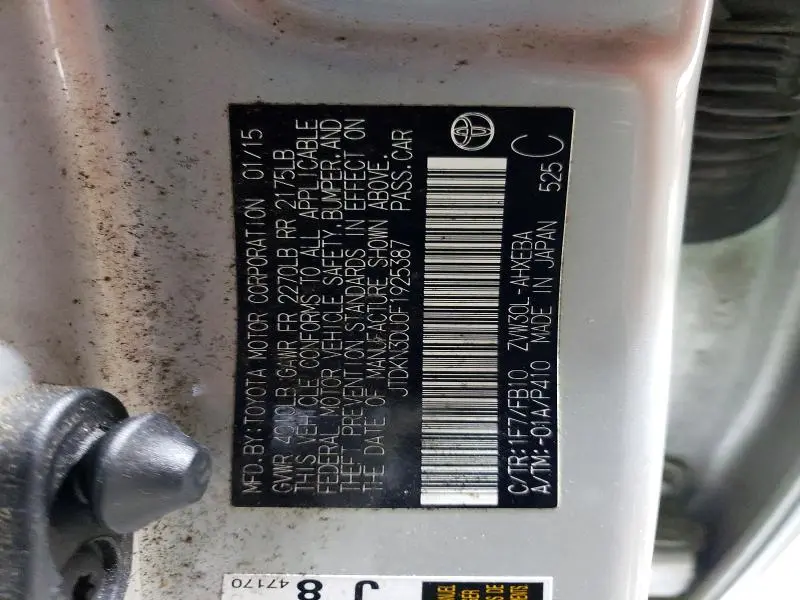 MFD.BY:TOYOTA MOTOR CORPORATION 01/15
GVWR LB GAWR FR 2270LB RR 2175LB
THIS VEHICLE CONFORMS TO ALL APPLICABLE
FEDERAL MOTOR VEHICLE SAFETY, BUMPER, AND
THEFT PREVENTION STANDARDS IN EFFECT ON
THE DATE OF MANUFACTURE SHOWN ABOVE.
JTDKN3DU0F1925387 PASS.CAR
C/TR:1F7/FB10 ZVW30L-AHXEBA
A/TM:-01A/P410 MADE IN JAPAN 525 C
47170
J8